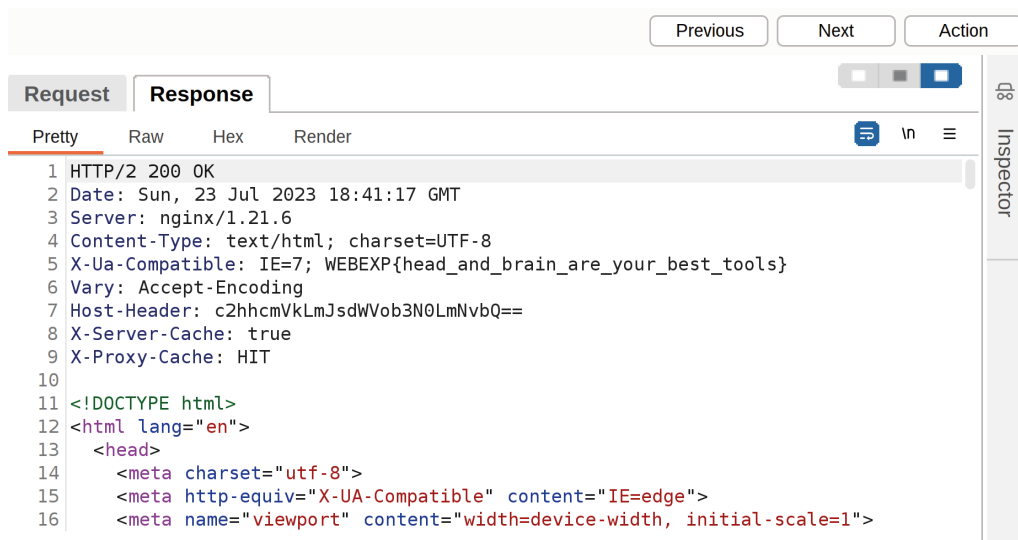 Previous Next Action
Request Response
Pretty Raw Hex Render \n
Inspector
1 HTTP/2 200 OK
2 Date: Sun, 23 Jul 2023 18:41:17 GMT
3 Server: nginx/1.21.6
4 Content-Type: text/html; charset=UTF-8
5 X-Ua-Compatible: IE=7; WEBEXP{head_and_brain_are_your_best_tools}
6 Vary: Accept-Encoding
7 Host-Header: c2hhcmVkLmJsdWVob3N0LmNvbQ==
8 X-Server-Cache: true
9 X-Proxy-Cache: HIT
10
11 <!DOCTYPE html>
12 <html lang="en">
13 <head>
14 <meta charset="utf-8">
15 <meta http-equiv="X-UA-Compatible" content="IE=edge">
16 <meta name="viewport" content="width=device-width, initial-scale=1">